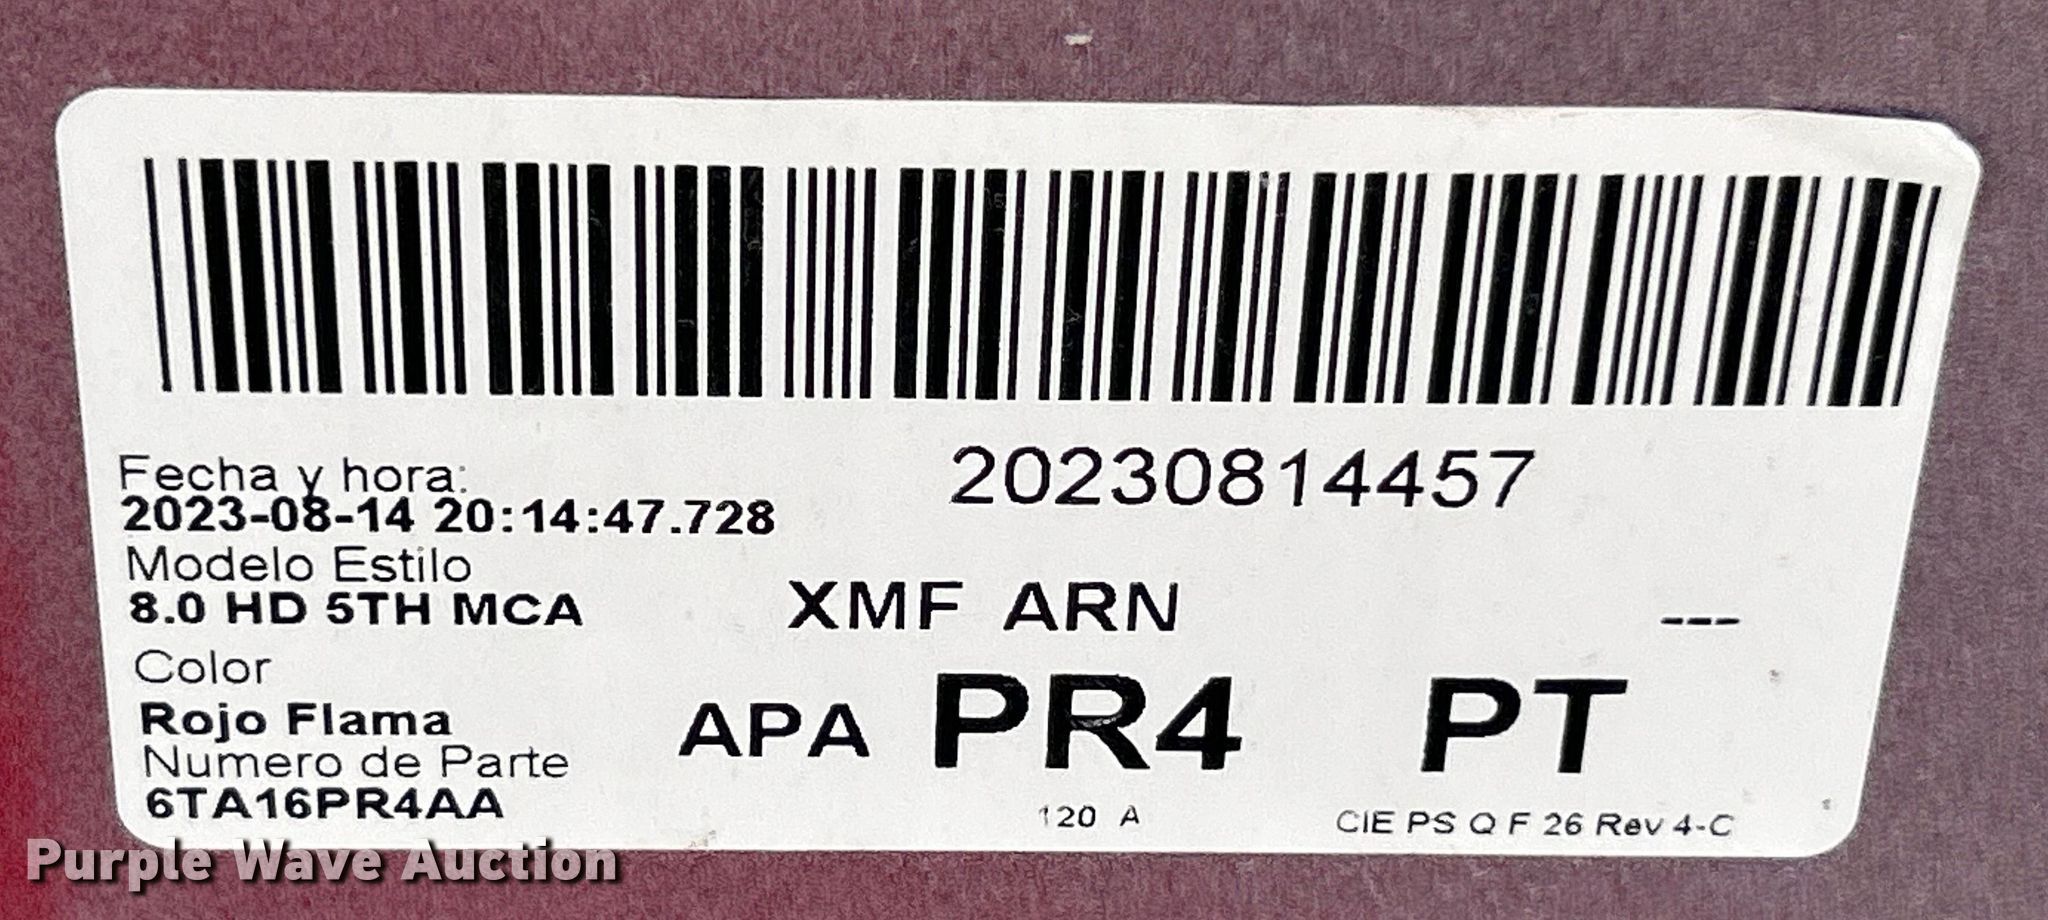 20230814457
Fecha y hora:
2023-08-14 20:14:47.728
Modelo Estilo
8.0 HD 5TH MCA XMF ARN ---
Color
Rojo Flama APA PR4 PT
Numero de Parte
6TA16PR4AA 120 A CIE PS Q F 26 Rev 4-C
Purple Wave Auction